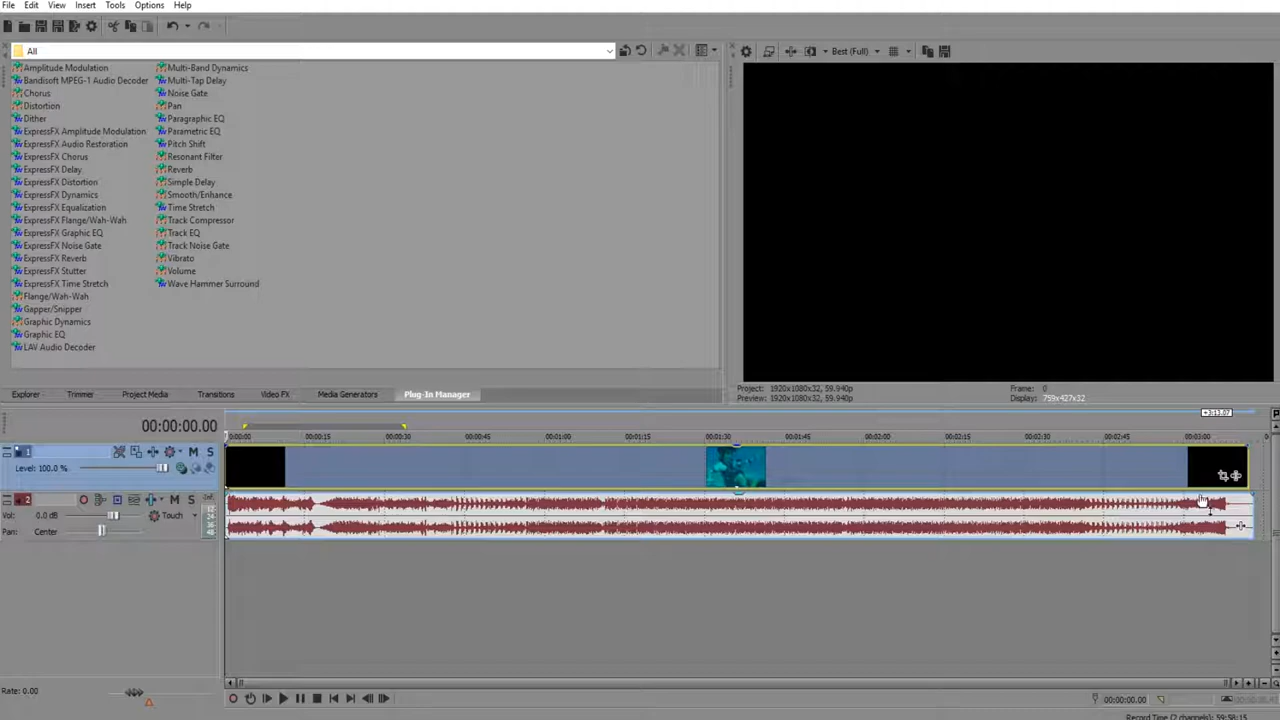 File Edit View Insert Tools Options Help
All
Best (Full)
Amplitude Modulation
Bandisoft MPEG-1 Audio Decoder
Chorus
Distortion
Dither
ExpressFX Amplitude Modulation
ExpressFX Audio Restoration
ExpressFX Chorus
ExpressFX Delay
ExpressFX Distortion
ExpressFX Dynamics
ExpressFX Equalization
ExpressFX Flange/Wah-Wah
ExpressFX Graphic EQ
ExpressFX Noise Gate
ExpressFX Reverb
ExpressFX Stutter
ExpressFX Time Stretch
Flange/Wah-Wah
Gapper/Snipper
Graphic Dynamics
Graphic EQ
LAV Audio Decoder
Multi-Band Dynamics
Multi-Tap Delay
Noise Gate
Pan
Paragraphic EQ
Parametric EQ
Pitch Shift
Resonant Filter
Reverb
Simple Delay
Smooth/Enhance
Time Stretch
Track Compressor
Track EQ
Track Noise Gate
Vibrato
Volume
Wave Hammer Surround
Project: 1920x1080x32, 59.940p
Preview: 1920x1080x32, 59.940p
Frame: 0
Display: 759x427x32
Explorer Trimmer Project Media Transitions Video FX Media Generators Plug-In Manager
00:00:00.00
00:00:00 00:00:15 00:00:30 00:00:45 00:01:00 00:01:15 00:01:30 00:01:45 00:02:00 00:02:15 00:02:30 00:02:45 00:03:00
1 M S
Level: 100.0 %
2 M S
Vol: 0.0 dB Touch
Pan: Center
Rate: 0.00
00:00:00.00
Record Time (2 channels): 59:58:15